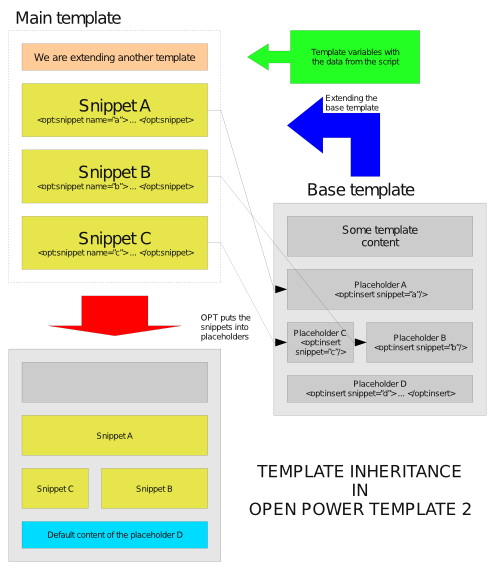 Main template
We are extending another template
Snippet A
<opt:snippet name="a">... </opt:snippet>
Snippet B
<opt:snippet name="b">... </opt:snippet>
Snippet C
<opt:snippet name="c">... </opt:snippet>
Template variables with
the data from the script
Extending the
base template
Base template
Some template
content
Placeholder A
<opt:insert snippet="a"/>
Placeholder C
<opt:insert
snippet="c"/>
Placeholder B
<opt:insert snippet="b"/>
Placeholder D
<opt:insert snippet="d">... </opt:insert>
OPT puts the
snippets into
placeholders
Snippet A
Snippet C
Snippet B
Default content of the placeholder D
TEMPLATE INHERITANCE
IN
OPEN POWER TEMPLATE 2